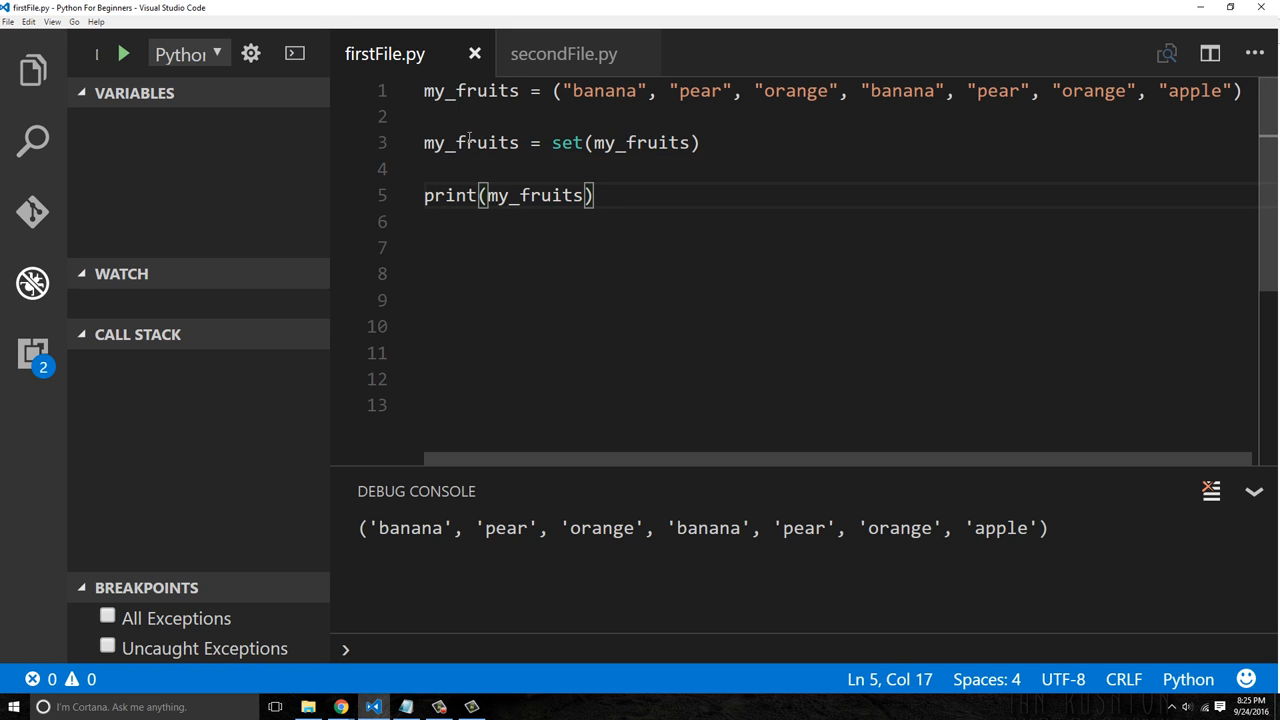 firstFile.py - Python For Beginners - Visual Studio Code
File Edit View Go Help
firstFile.py secondFile.py
VARIABLES
1 my_fruits = ("banana", "pear", "orange", "banana", "pear", "orange", "apple")
2
3 my_fruits = set(my_fruits)
4
5 print(my_fruits)
6
7
8
9
10
11
12
13
WATCH
CALL STACK
2
DEBUG CONSOLE
('banana', 'pear', 'orange', 'banana', 'pear', 'orange', 'apple')
BREAKPOINTS
All Exceptions
Uncaught Exceptions
0 0 Ln 5, Col 17 Spaces: 4 UTF-8 CRLF Python
I'm Cortana. Ask me anything.
8:25 PM
9/24/2016